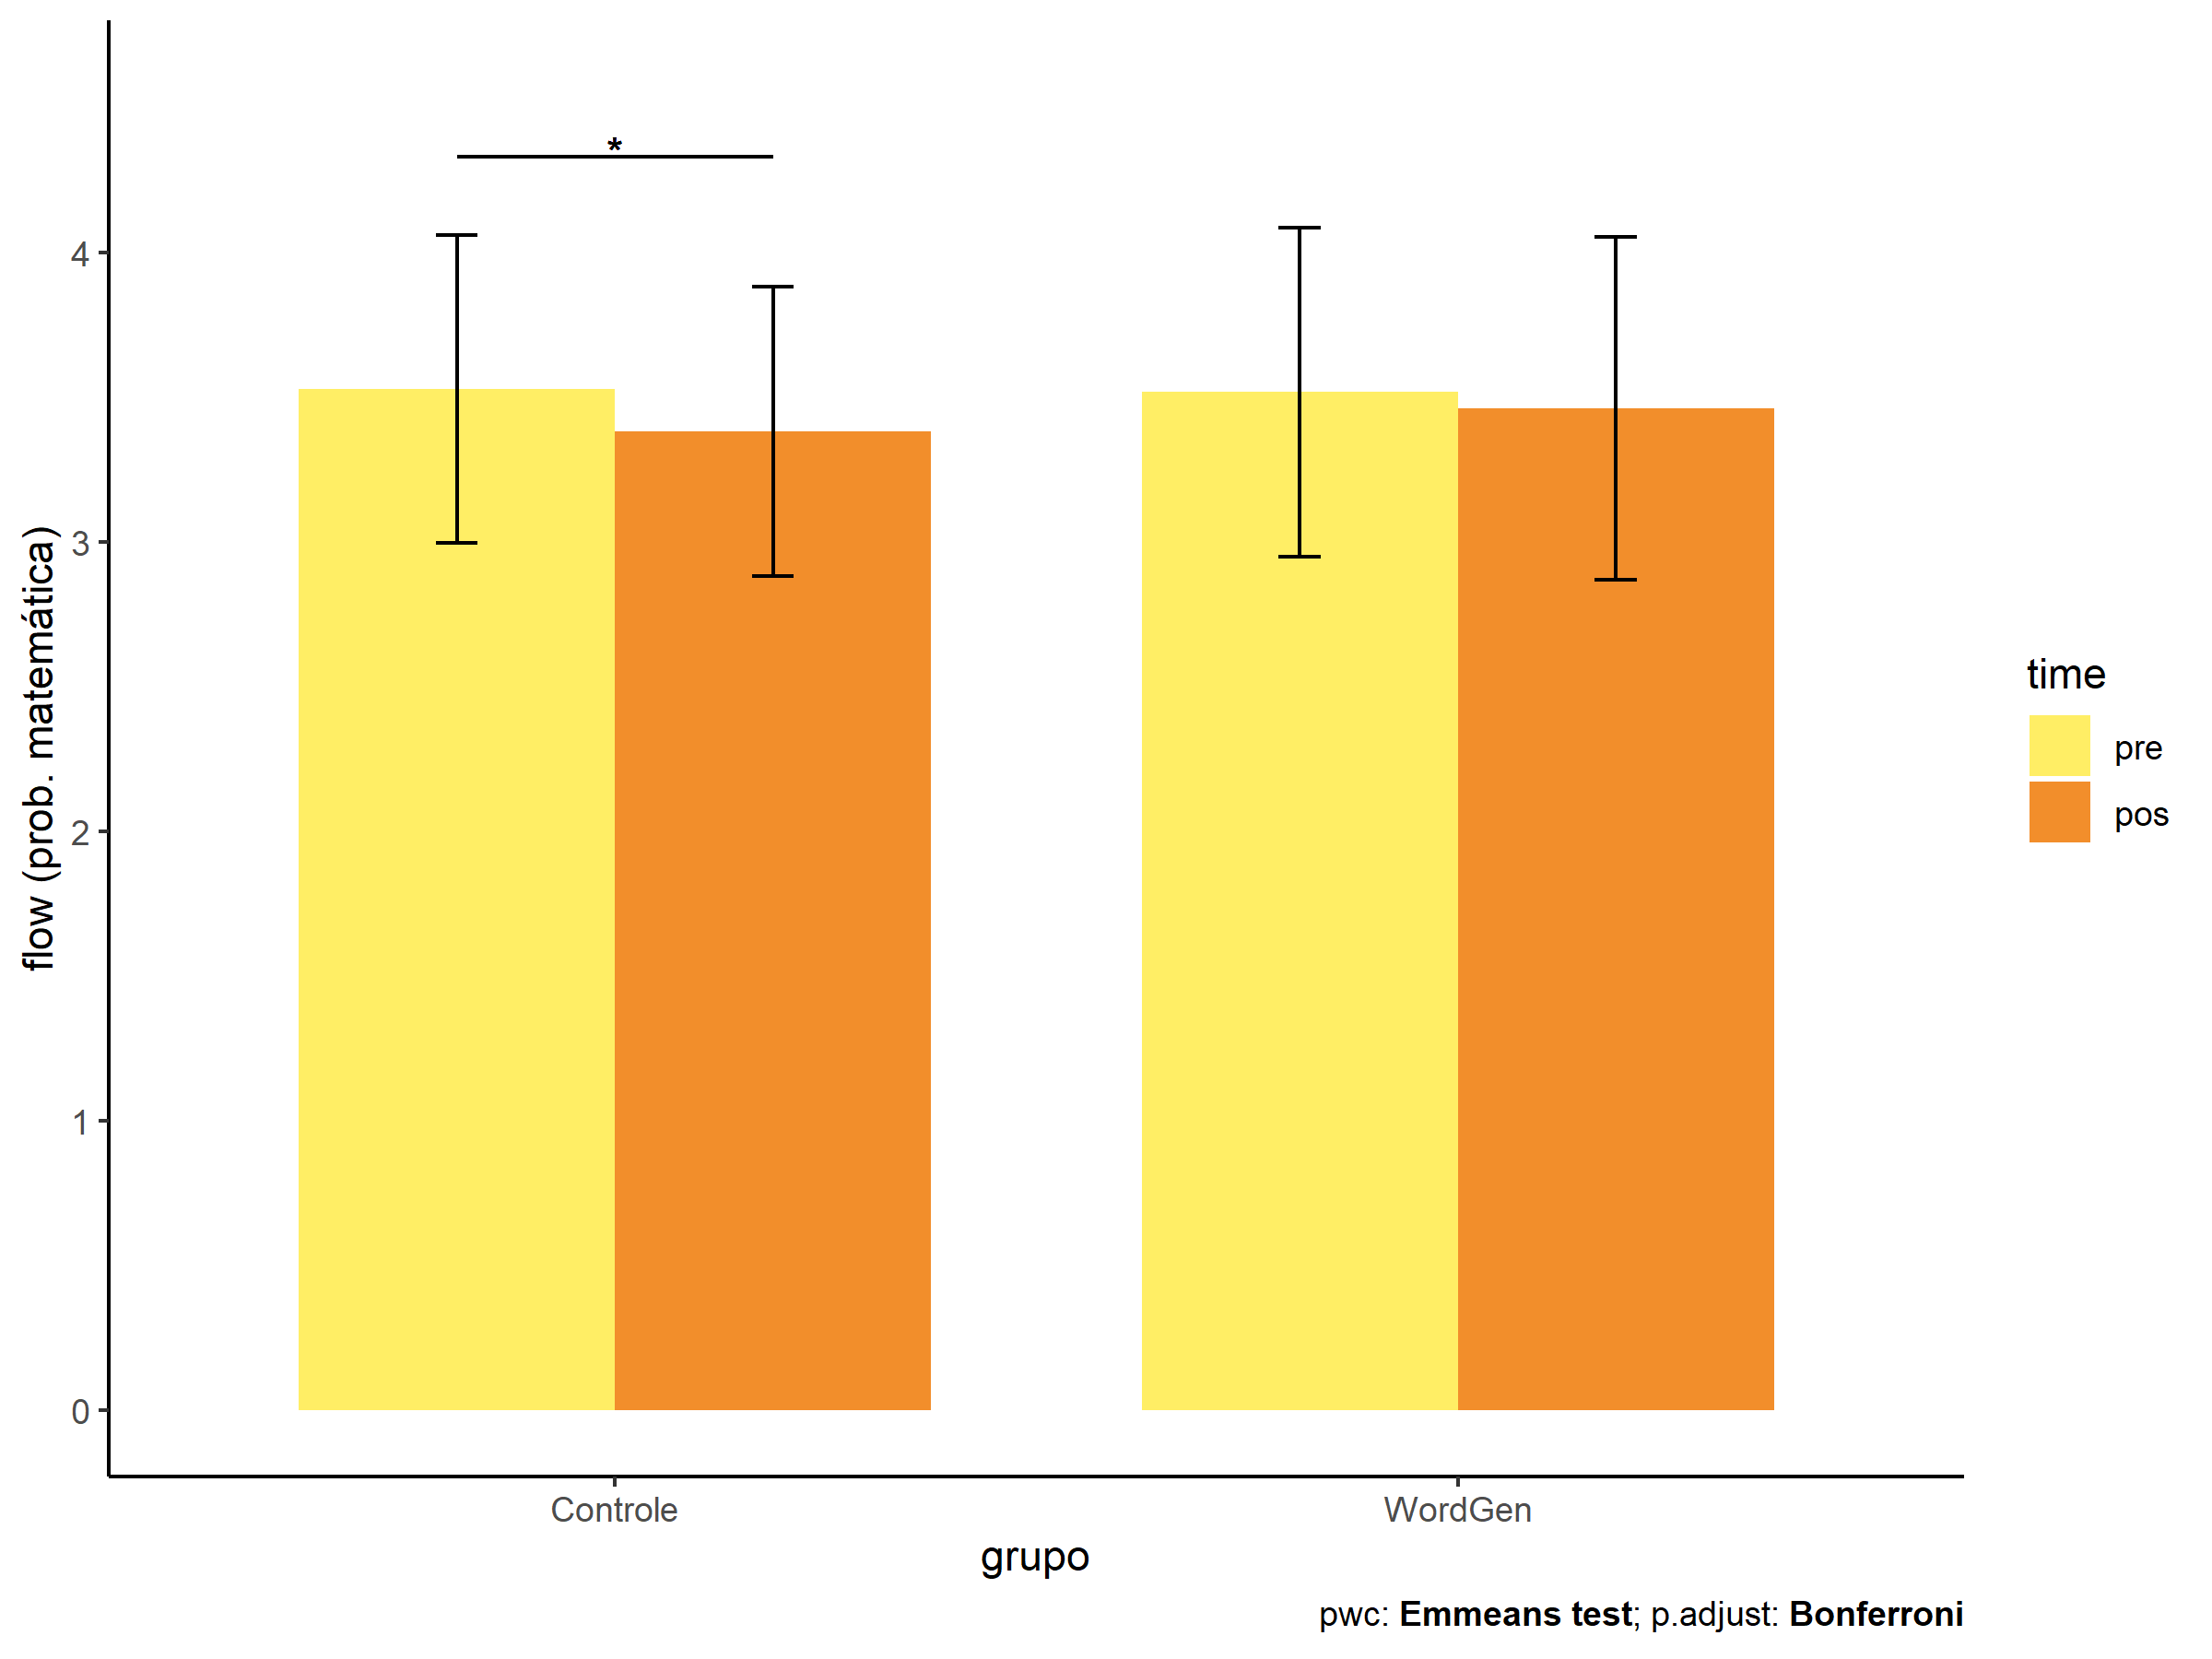 *
4
3
2
1
0
flow (prob. matemática)
Controle
WordGen
grupo
time
pre
pos
pwc: Emmeans test; p.adjust: Bonferroni